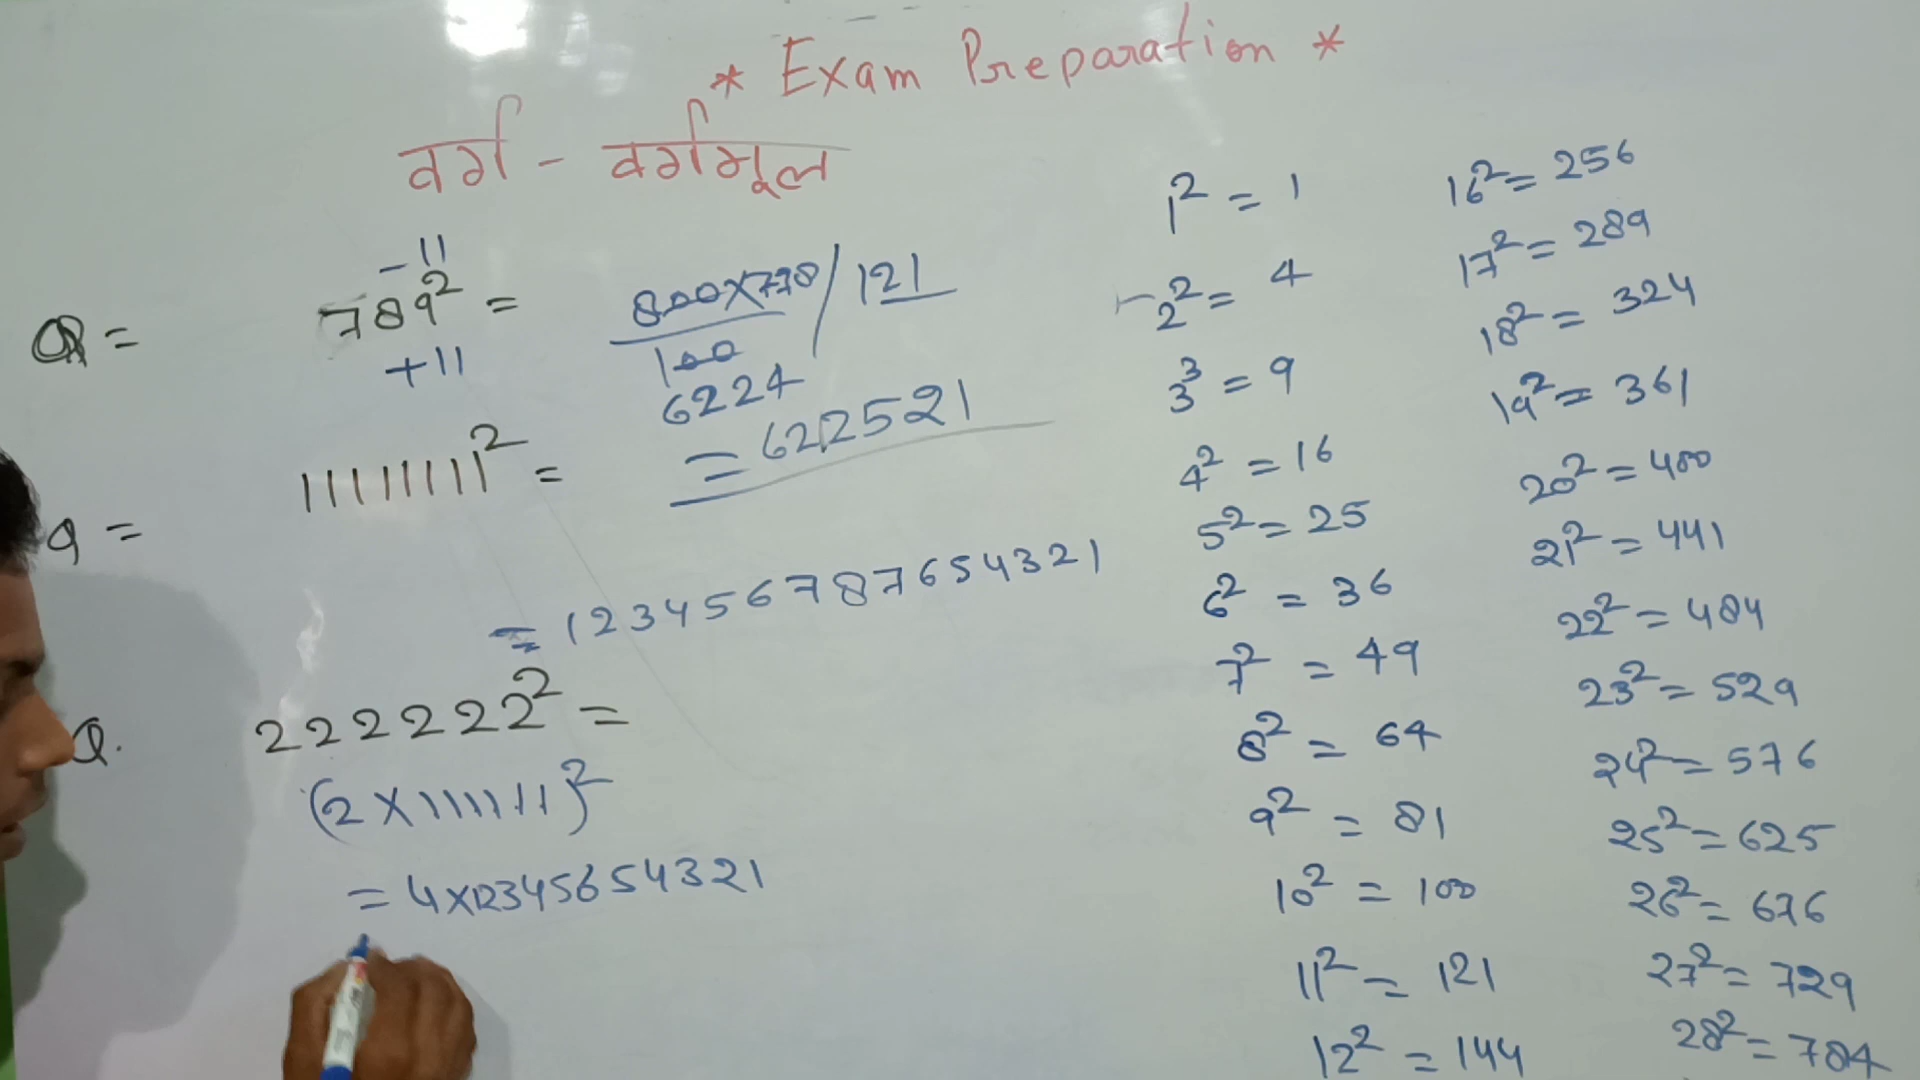 * Exam Preparation *
वर्ग - वर्गमूल
-11
Q = 789² = 800×778/100 / 121
+11
6224
= 622521
Q = 11111111² =
= 123456787654321
Q. 222222² =
(2×111111)²
= 4×12345654321
1² = 1
2² = 4
3³ = 9
4² = 16
5² = 25
6² = 36
7² = 49
8² = 64
9² = 81
10² = 100
11² = 121
12² = 144
16² = 256
17² = 289
18² = 324
19² = 361
20² = 400
21² = 441
22² = 484
23² = 529
24² = 576
25² = 625
26² = 676
27² = 729
28² = 784